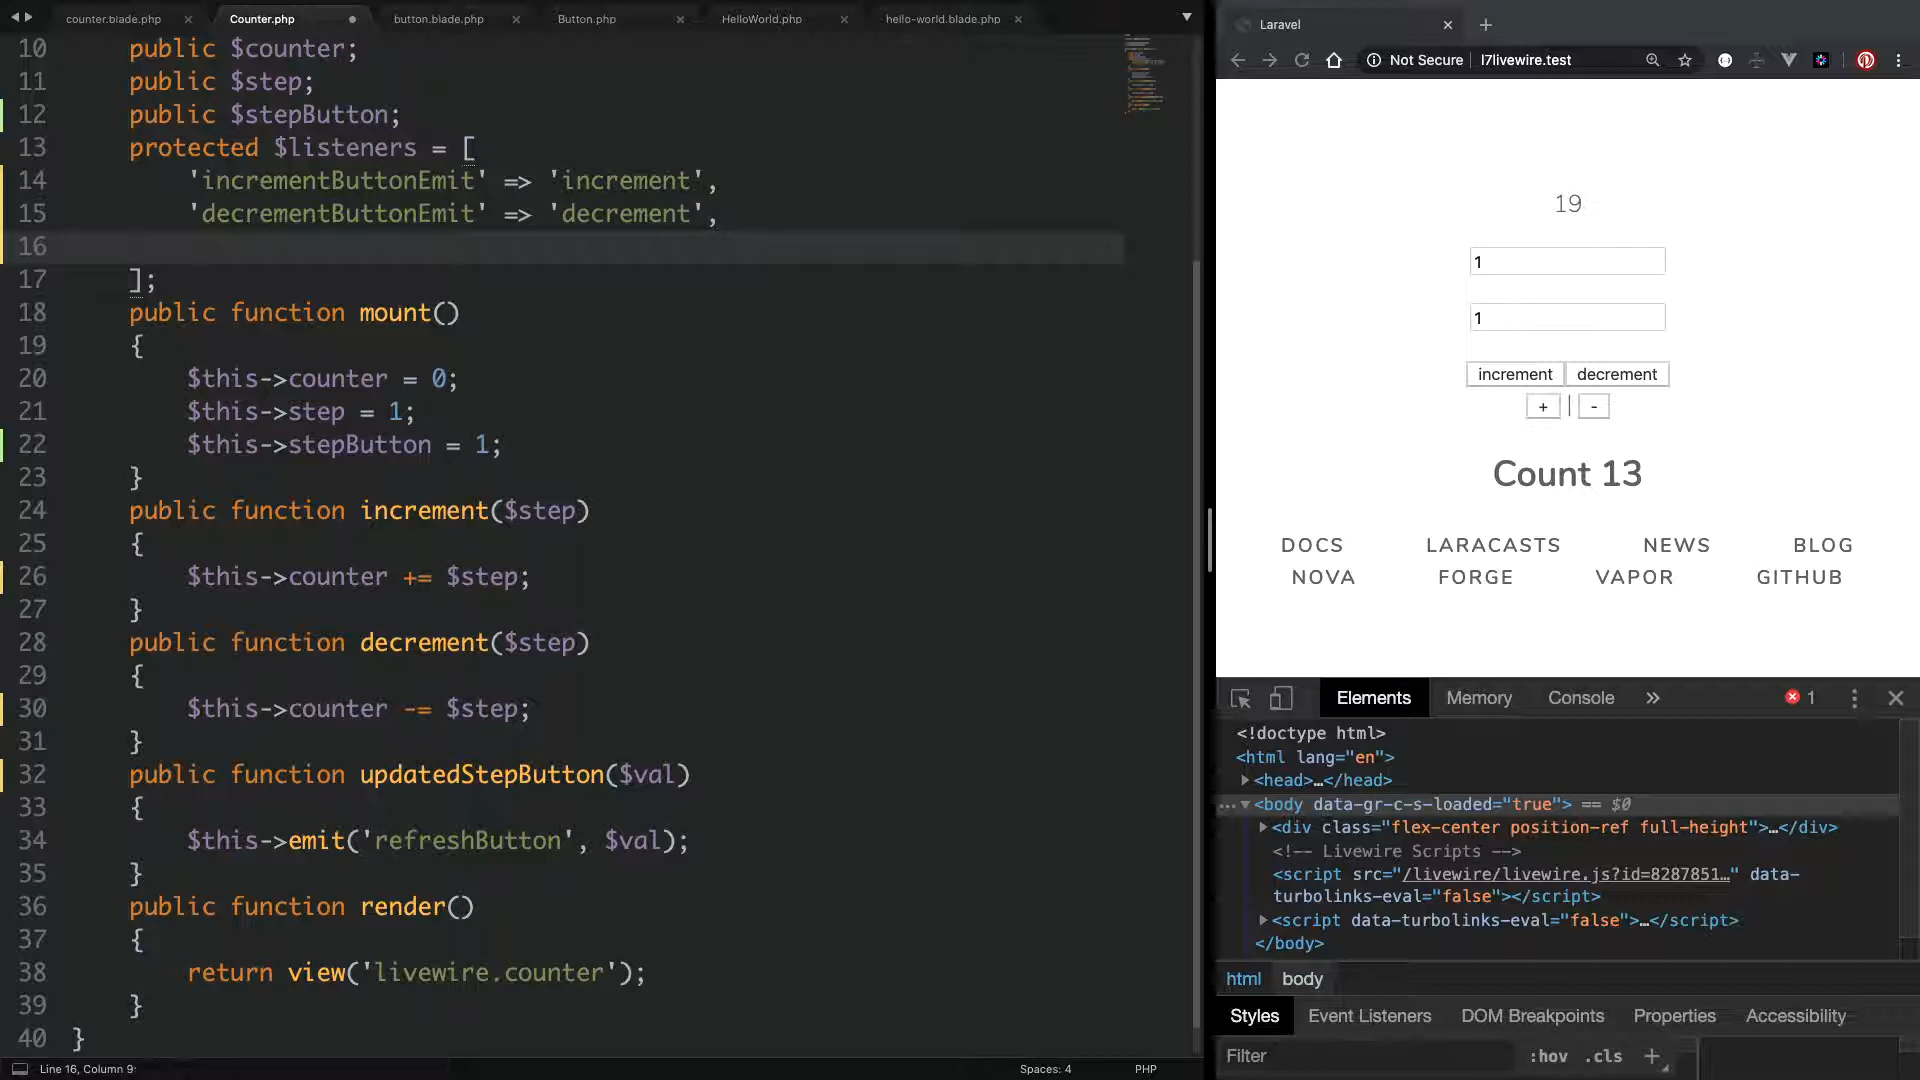 counter.blade.php
Counter.php
button.blade.php
Button.php
HelloWorld.php
hello-world.blade.php
10 public $counter;
11 public $step;
12 public $stepButton;
13 protected $listeners = [
14 'incrementButtonEmit' => 'increment',
15 'decrementButtonEmit' => 'decrement',
16
17 ];
18 public function mount()
19 {
20 $this->counter = 0;
21 $this->step = 1;
22 $this->stepButton = 1;
23 }
24 public function increment($step)
25 {
26 $this->counter += $step;
27 }
28 public function decrement($step)
29 {
30 $this->counter -= $step;
31 }
32 public function updatedStepButton($val)
33 {
34 $this->emit('refreshButton', $val);
35 }
36 public function render()
37 {
38 return view('livewire.counter');
39 }
40 }
Line 16, Column 9
Spaces: 4
PHP
Laravel
Not Secure
l7livewire.test
19
1
1
increment decrement
+ | -
Count 13
DOCS LARACASTS NEWS BLOG
NOVA FORGE VAPOR GITHUB
Elements Memory Console » 1
<!doctype html>
<html lang="en">
<head>…</head>
<body data-gr-c-s-loaded="true"> == $0
<div class="flex-center position-ref full-height">…</div>
<!-- Livewire Scripts -->
<script src="/livewire/livewire.js?id=8287851…" data-
turbolinks-eval="false"></script>
<script data-turbolinks-eval="false">…</script>
</body>
html body
Styles Event Listeners DOM Breakpoints Properties Accessibility
Filter :hov .cls +